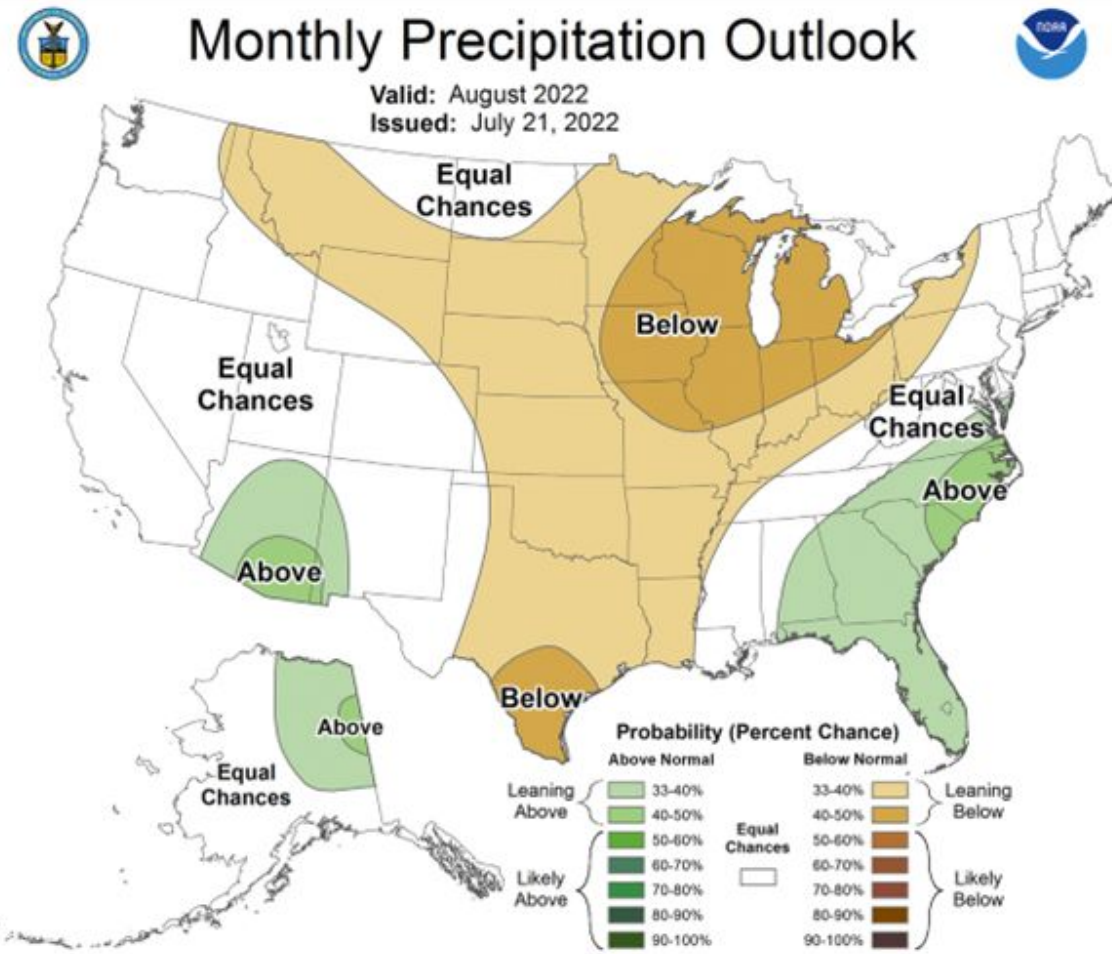 Monthly Precipitation Outlook
NOAA
Valid: August 2022
Issued: July 21, 2022
Equal
Chances
Below
Equal
Chances
Equal
Chances
Above
Above
Below
Above
Equal
Chances
Probability (Percent Chance)
Above Normal
Below Normal
Leaning
Above
33-40%
40-50%
Likely
Above
50-60%
60-70%
70-80%
80-90%
90-100%
Equal
Chances
33-40%
40-50%
Leaning
Below
50-60%
60-70%
70-80%
80-90%
90-100%
Likely
Below